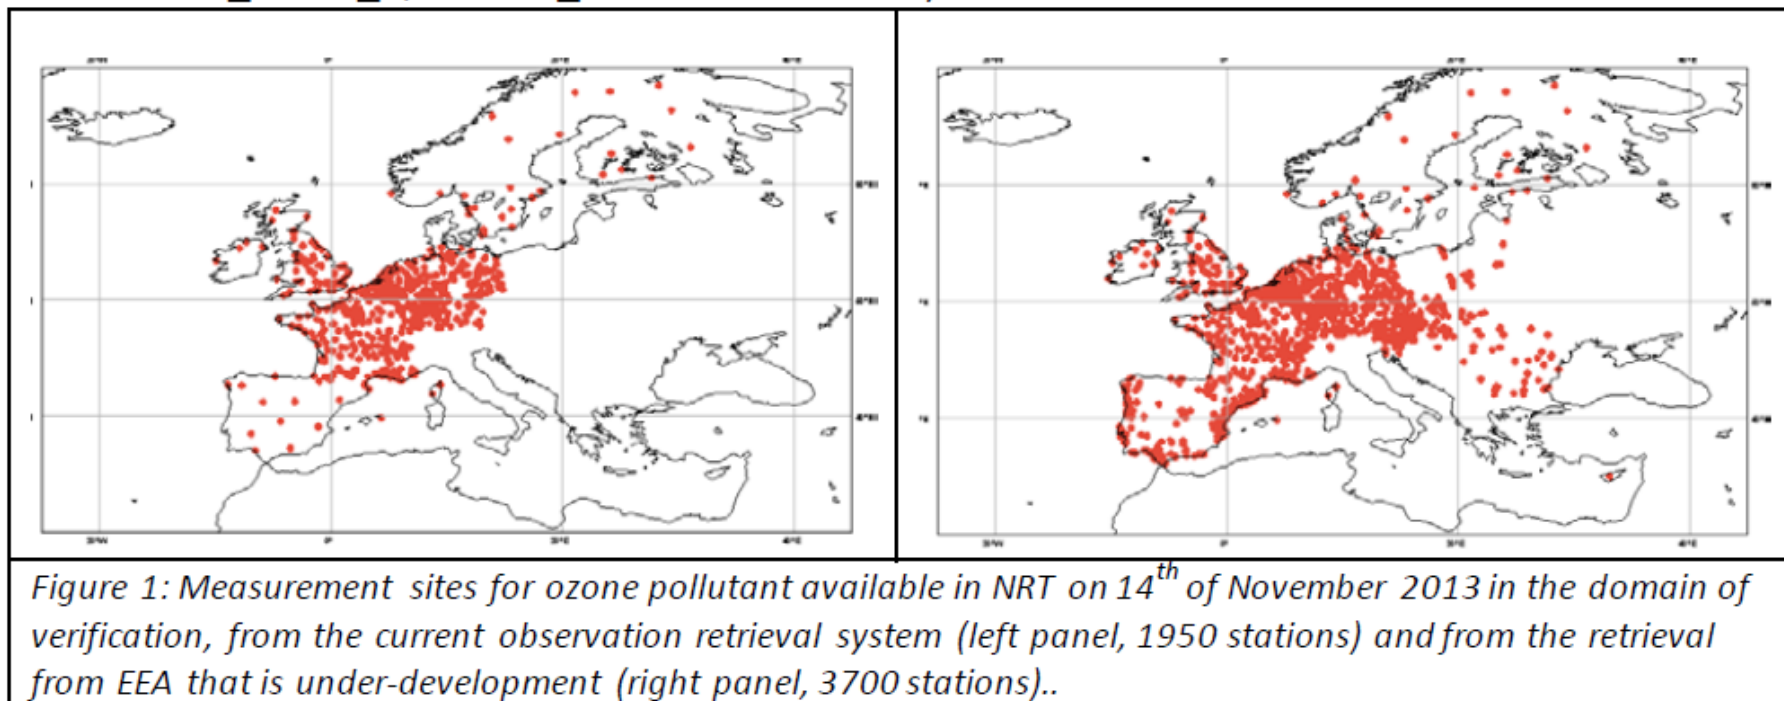 Figure 1: Measurement sites for ozone pollutant available in NRT on 14th of November 2013 in the domain of
verification, from the current observation retrieval system (left panel, 1950 stations) and from the retrieval
from EEA that is under-development (right panel, 3700 stations)..